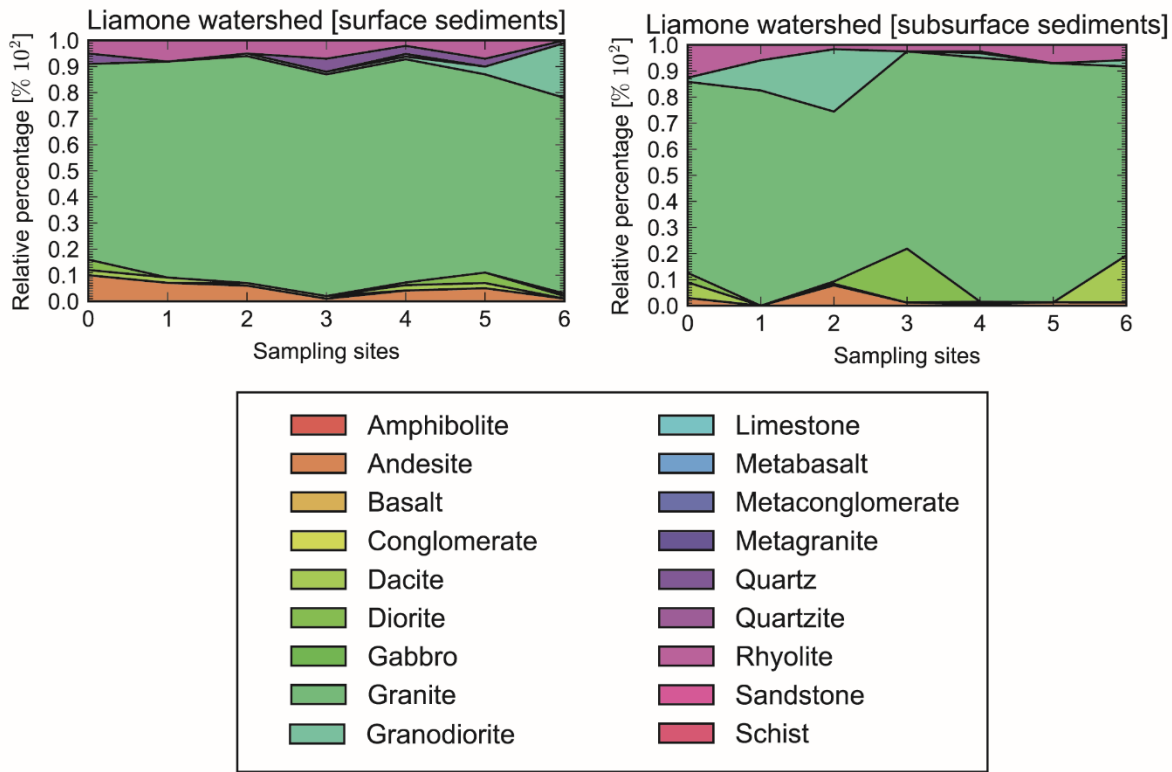 Liamone watershed [surface sediments]
Relative percentage [% 10²]
1.0
0.9
0.8
0.7
0.6
0.5
0.4
0.3
0.2
0.1
0.0
0 1 2 3 4 5 6
Sampling sites
Liamone watershed [subsurface sediments]
Relative percentage [% 10²]
1.0
0.9
0.8
0.7
0.6
0.5
0.4
0.3
0.2
0.1
0.0
0 1 2 3 4 5 6
Sampling sites
Amphibolite
Andesite
Basalt
Conglomerate
Dacite
Diorite
Gabbro
Granite
Granodiorite
Limestone
Metabasalt
Metaconglomerate
Metagranite
Quartz
Quartzite
Rhyolite
Sandstone
Schist